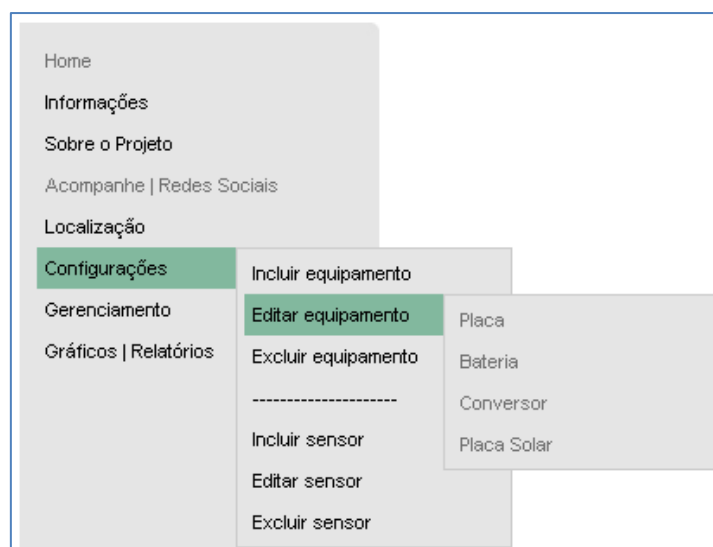 Home
Informações
Sobre o Projeto
Acompanhe | Redes Sociais
Localização
Configurações
Gerenciamento
Gráficos | Relatórios
Incluir equipamento
Editar equipamento
Excluir equipamento
---------------------
Incluir sensor
Editar sensor
Excluir sensor
Placa
Bateria
Conversor
Placa Solar